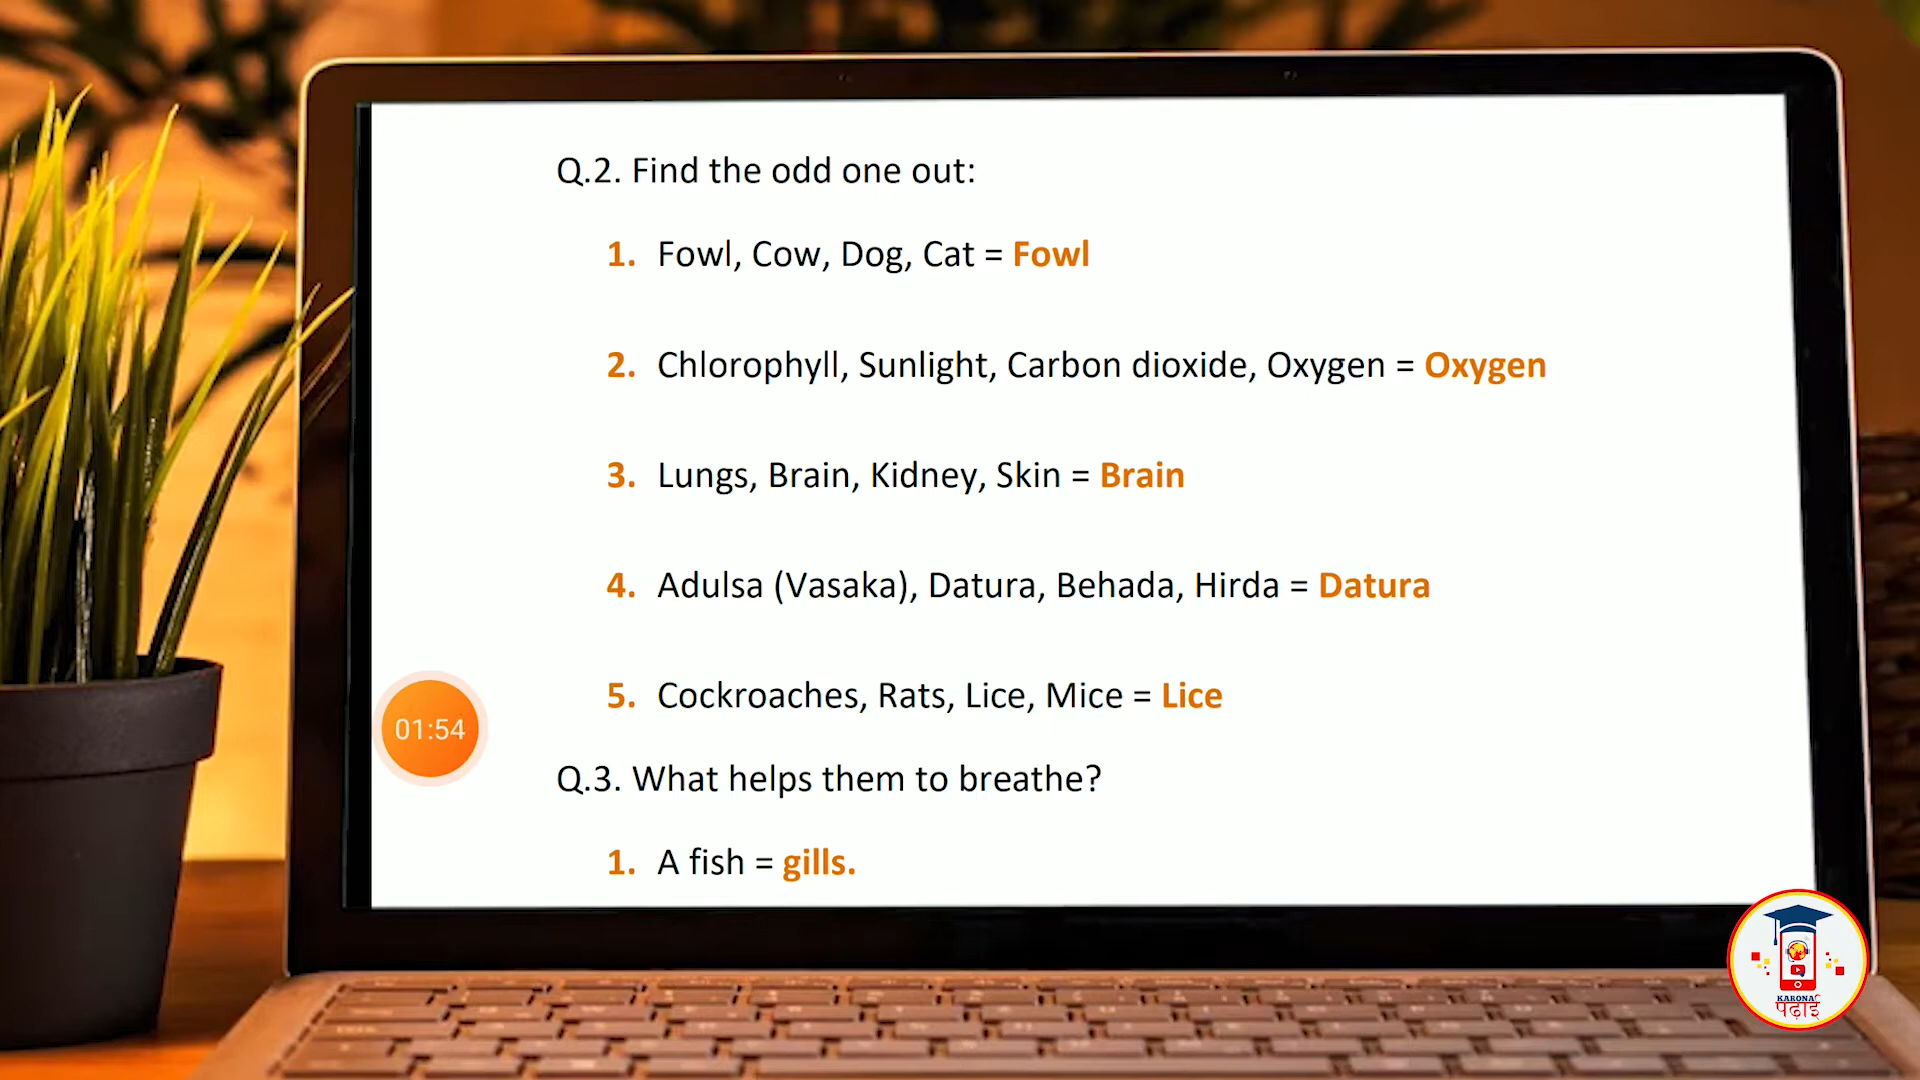 Q.2. Find the odd one out:
1. Fowl, Cow, Dog, Cat = Fowl
2. Chlorophyll, Sunlight, Carbon dioxide, Oxygen = Oxygen
3. Lungs, Brain, Kidney, Skin = Brain
4. Adulsa (Vasaka), Datura, Behada, Hirda = Datura
5. Cockroaches, Rats, Lice, Mice = Lice
01:54
Q.3. What helps them to breathe?
1. A fish = gills.
KARONA
पढ़ाई